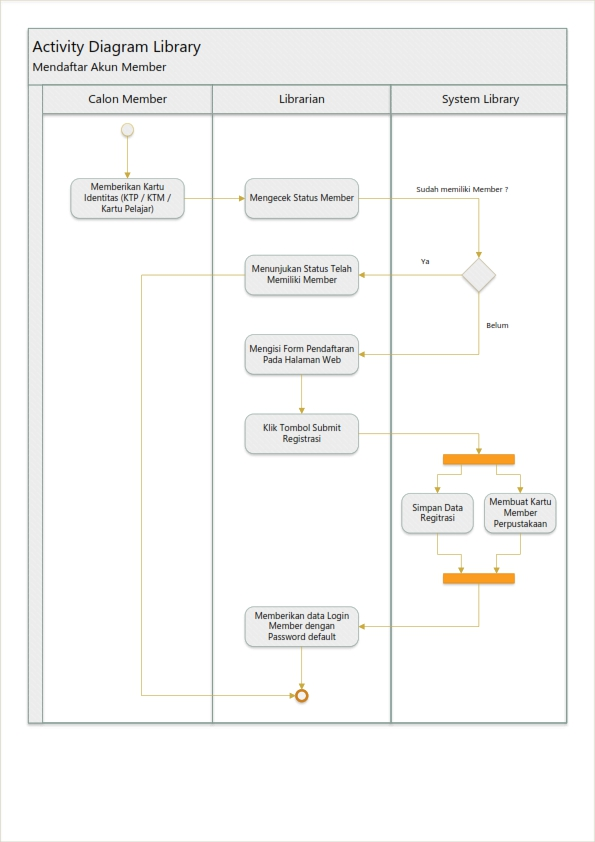 Activity Diagram Library
Mendaftar Akun Member
Calon Member
Librarian
System Library
Memberikan Kartu
Identitas (KTP / KTM /
Kartu Pelajar)
Mengecek Status Member
Sudah memiliki Member ?
Menunjukan Status Telah
Memiliki Member
Ya
Belum
Mengisi Form Pendaftaran
Pada Halaman Web
Klik Tombol Submit
Registrasi
Simpan Data
Regitrasi
Membuat Kartu
Member
Perpustakaan
Memberikan data Login
Member dengan
Password default